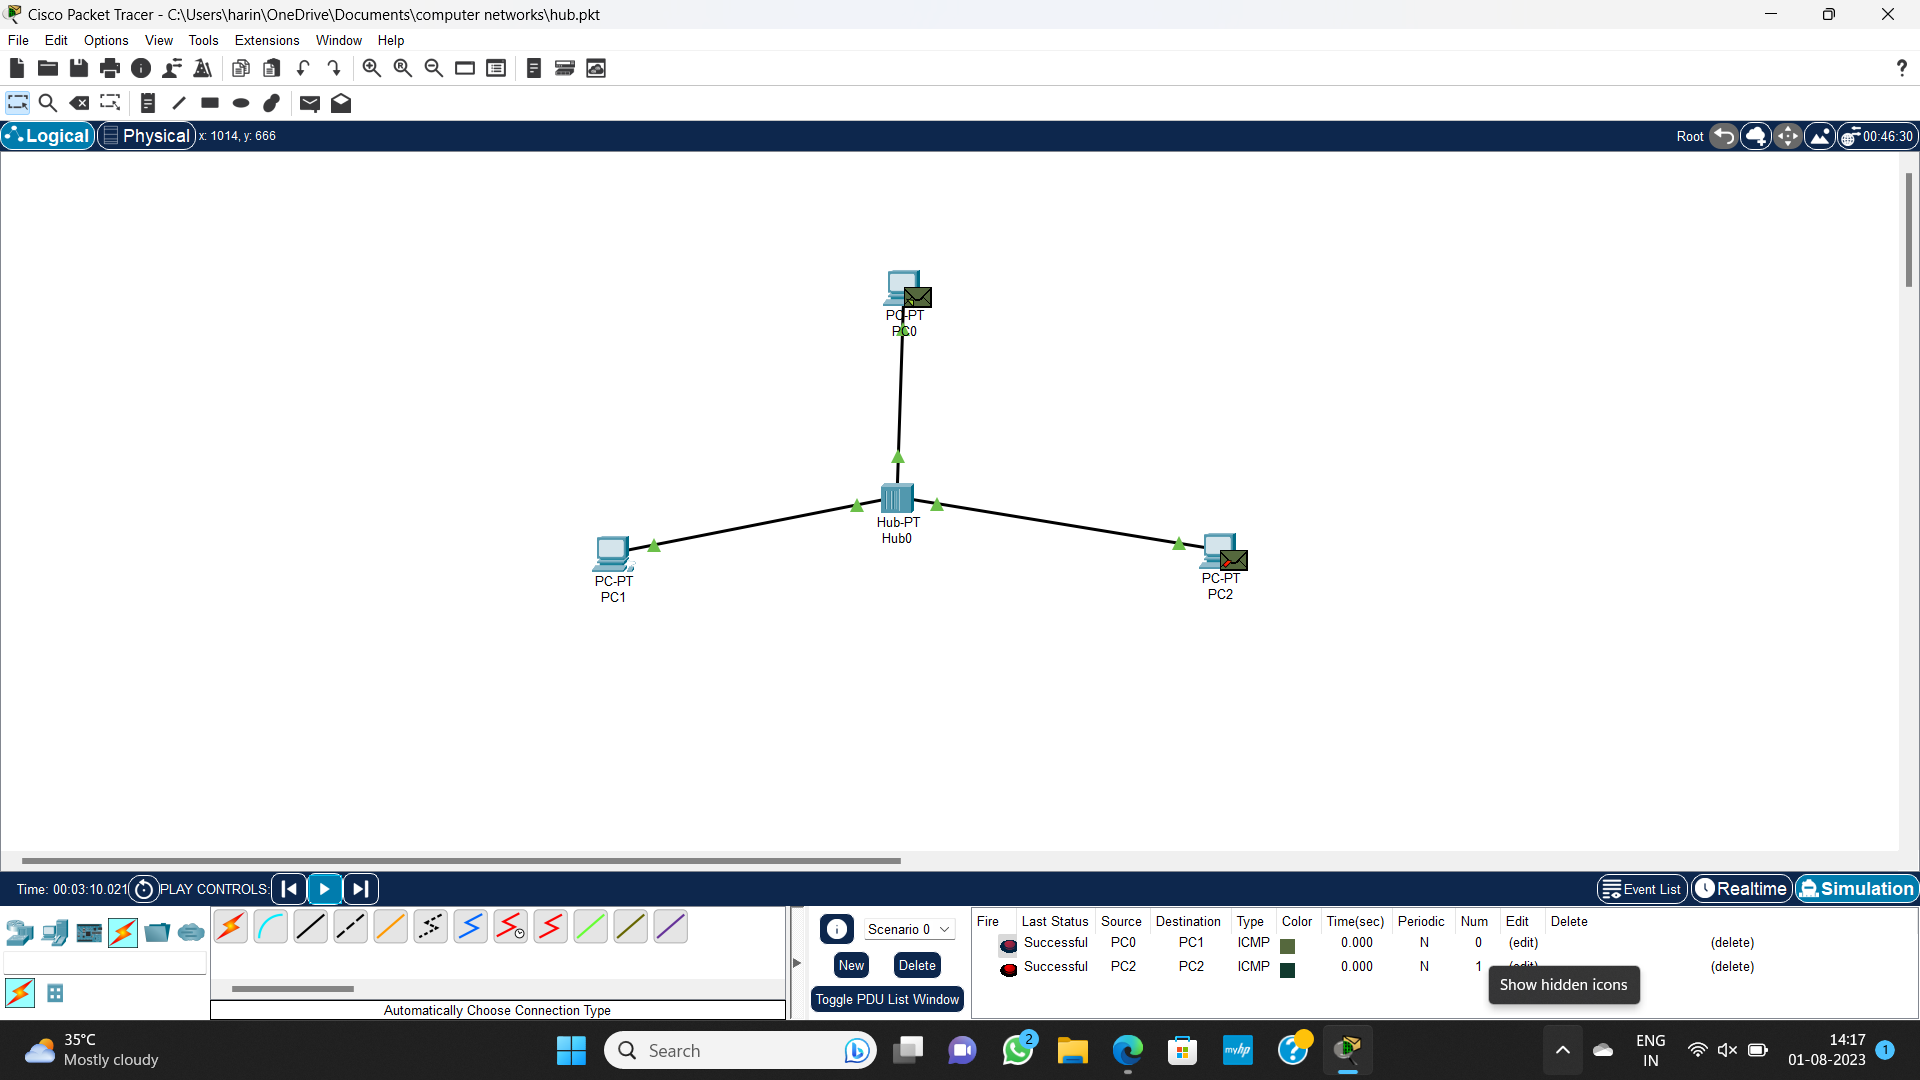 Cisco Packet Tracer - C:\Users\harin\OneDrive\Documents\computer networks\hub.pkt
File Edit Options View Tools Extensions Window Help
?
Logical Physical x: 1014, y: 666 Root 00:46:30
PC-PT
PC0
Hub-PT
Hub0
PC-PT
PC1
PC-PT
PC2
Time: 00:03:10.021 PLAY CONTROLS: Event List Realtime Simulation
Scenario 0
New Delete
Toggle PDU List Window
Fire Last Status Source Destination Type Color Time(sec) Periodic Num Edit Delete
Successful PC0 PC1 ICMP 0.000 N 0 (edit) (delete)
Successful PC2 PC2 ICMP 0.000 N 1 (edit) (delete)
Show hidden icons
Automatically Choose Connection Type
35°C
Mostly cloudy
Search
2
myhp
ENG
IN
14:17
01-08-2023
1